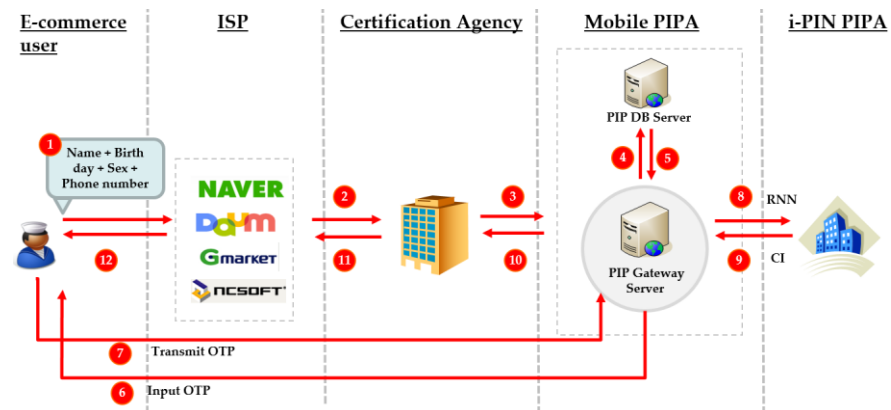 E-commerce
user
ISP
Certification Agency
Mobile PIPA
i-PIN PIPA
1
Name + Birth
day + Sex +
Phone number
PIP DB Server
4
5
NAVER
Daum
Gmarket
NCSOFT
2
3
8
RNN
12
11
10
PIP Gateway
Server
9
CI
7
Transmit OTP
6
Input OTP